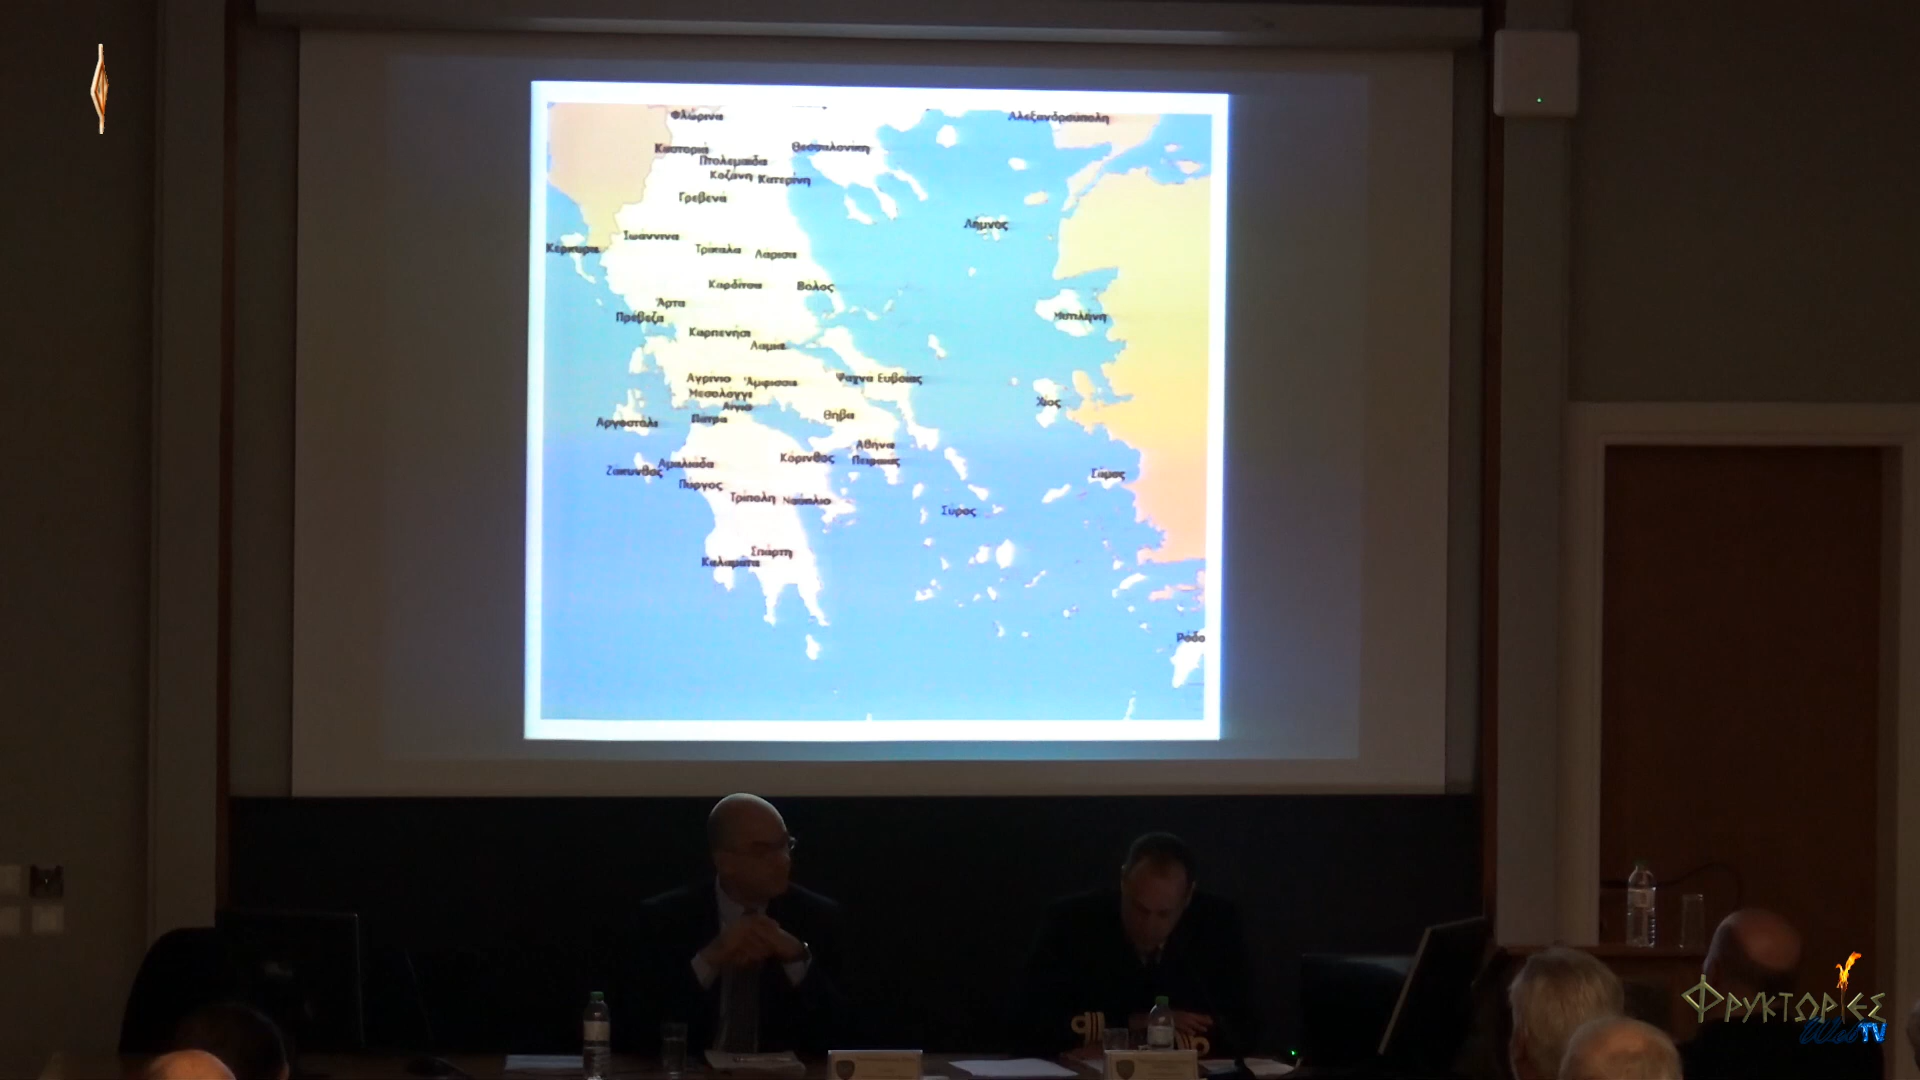 Φλώρινα
Αλεξανδρούπολη
Καστοριά
Θεσσαλονίκη
Πτολεμαΐδα
Κοζάνη
Κατερίνη
Γρεβενά
Λήμνος
Ιωάννινα
Κέρκυρα
Τρίκαλα
Λάρισα
Καρδίτσα
Βόλος
Άρτα
Πρέβεζα
Μυτιλήνη
Καρπενήσι
Λαμία
Αγρίνιο
Άμφισσα
Ψαχνά Ευβοίας
Μεσολόγγι
Αίγιο
Χίος
Πάτρα
Θήβα
Αργοστόλι
Αθήνα
Κόρινθος
Πειραιάς
Αμαλιάδα
Ζάκυνθος
Σάμος
Πύργος
Τρίπολη
Ναύπλιο
Σύρος
Σπάρτη
Καλαμάτα
Ρόδο
ΦΡΥΚΤΩΡΙΕΣ
TV